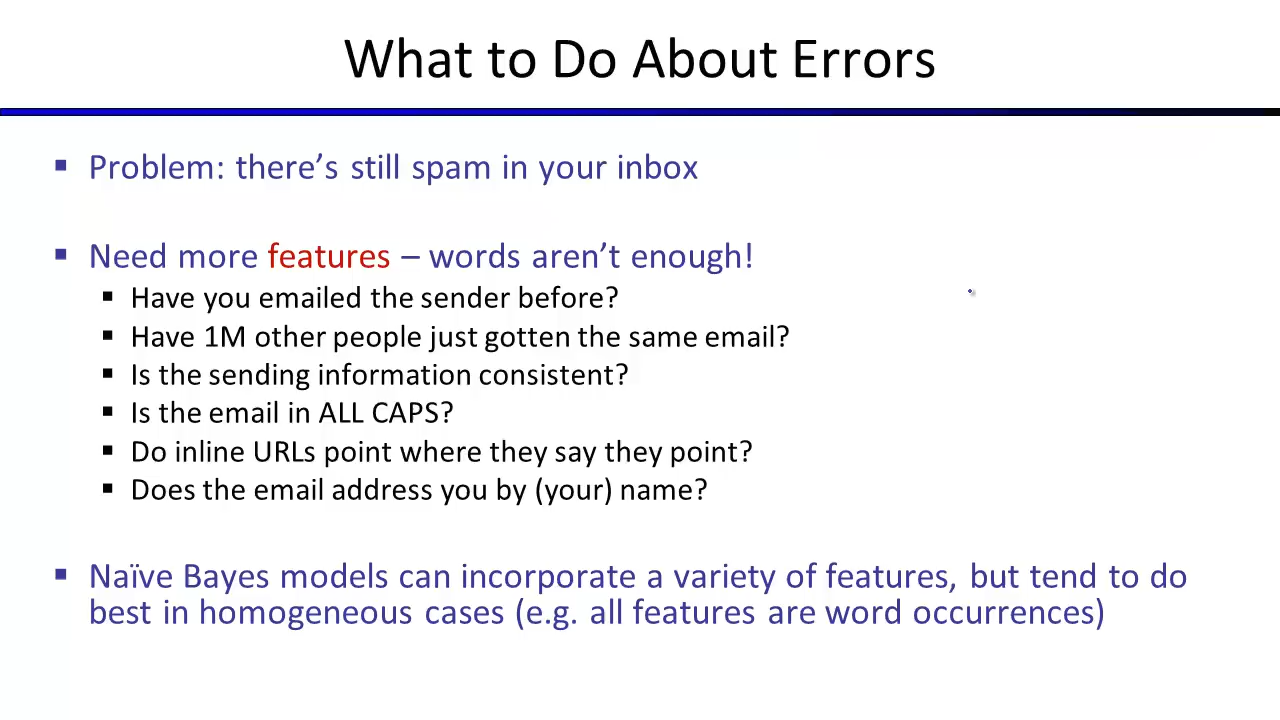 What to Do About Errors
▪ Problem: there’s still spam in your inbox
▪ Need more features – words aren’t enough!
▪ Have you emailed the sender before?
▪ Have 1M other people just gotten the same email?
▪ Is the sending information consistent?
▪ Is the email in ALL CAPS?
▪ Do inline URLs point where they say they point?
▪ Does the email address you by (your) name?
▪ Naïve Bayes models can incorporate a variety of features, but tend to do
best in homogeneous cases (e.g. all features are word occurrences)